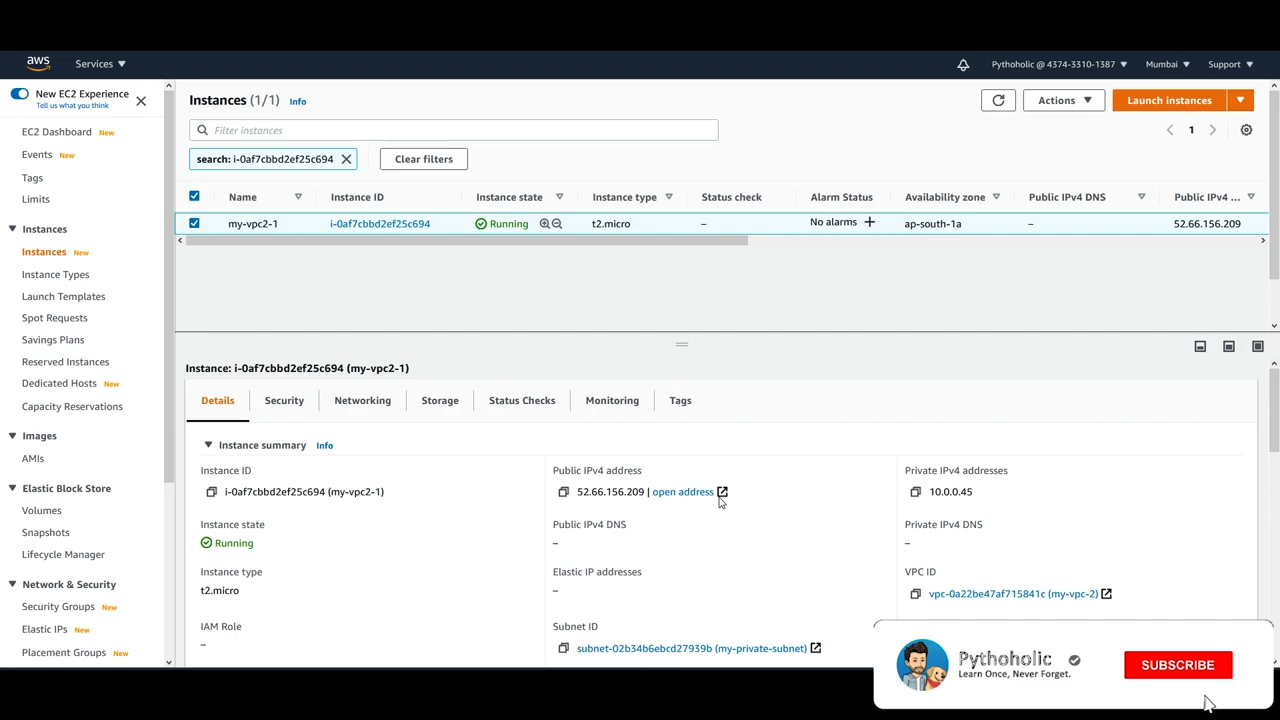 aws Services Pythoholic @ 4374-3310-1387 Mumbai Support
New EC2 Experience
Tell us what you think
EC2 Dashboard New
Events New
Tags
Limits
Instances
Instances New
Instance Types
Launch Templates
Spot Requests
Savings Plans
Reserved Instances
Dedicated Hosts New
Capacity Reservations
Images
AMIs
Elastic Block Store
Volumes
Snapshots
Lifecycle Manager
Network & Security
Security Groups New
Elastic IPs New
Placement Groups New
Instances (1/1) Info Actions Launch instances
Filter instances 1
search: i-0af7cbbd2ef25c694 Clear filters
Name Instance ID Instance state Instance type Status check Alarm Status Availability zone Public IPv4 DNS Public IPv4 ...
my-vpc2-1 i-0af7cbbd2ef25c694 Running t2.micro – No alarms + ap-south-1a – 52.66.156.209
Instance: i-0af7cbbd2ef25c694 (my-vpc2-1)
Details Security Networking Storage Status Checks Monitoring Tags
Instance summary Info
Instance ID Public IPv4 address Private IPv4 addresses
i-0af7cbbd2ef25c694 (my-vpc2-1) 52.66.156.209 | open address 10.0.0.45
Instance state Public IPv4 DNS Private IPv4 DNS
Running – –
Instance type Elastic IP addresses VPC ID
t2.micro – vpc-0a22be47af715841c (my-vpc-2)
IAM Role Subnet ID
– subnet-02b34b6ebcd27939b (my-private-subnet)
Pythoholic
Learn Once, Never Forget.
SUBSCRIBE